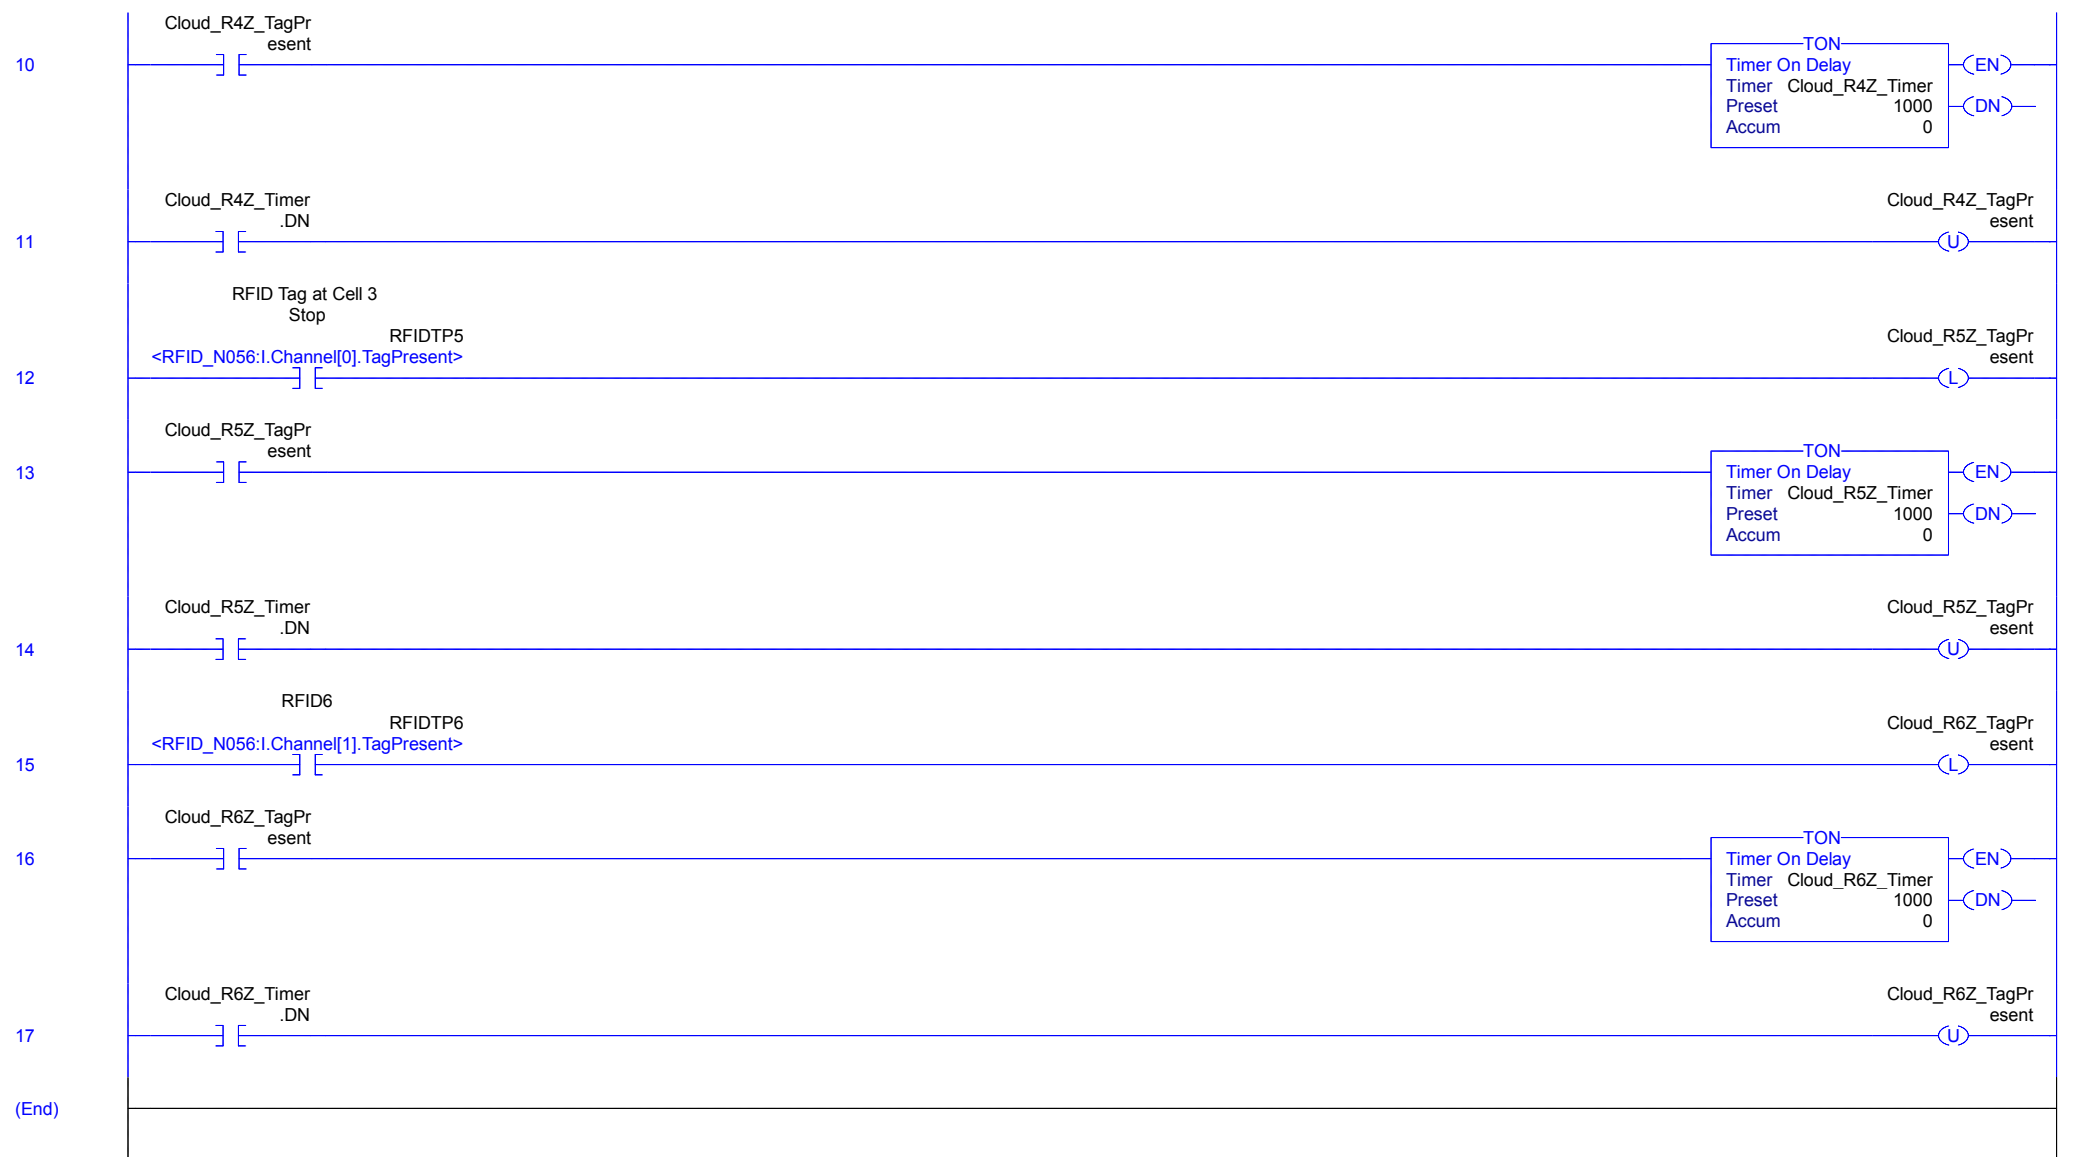 Cloud_R4Z_TagPr
esent
10
TON
Timer On Delay
Timer Cloud_R4Z_Timer
Preset 1000
Accum 0
EN
DN
Cloud_R4Z_Timer
.DN
11
Cloud_R4Z_TagPr
esent
U
RFID Tag at Cell 3
Stop
RFIDTP5
<RFID_N056:I.Channel[0].TagPresent>
12
Cloud_R5Z_TagPr
esent
L
Cloud_R5Z_TagPr
esent
13
TON
Timer On Delay
Timer Cloud_R5Z_Timer
Preset 1000
Accum 0
EN
DN
Cloud_R5Z_Timer
.DN
14
Cloud_R5Z_TagPr
esent
U
RFID6
RFIDTP6
<RFID_N056:I.Channel[1].TagPresent>
15
Cloud_R6Z_TagPr
esent
L
Cloud_R6Z_TagPr
esent
16
TON
Timer On Delay
Timer Cloud_R6Z_Timer
Preset 1000
Accum 0
EN
DN
Cloud_R6Z_Timer
.DN
17
Cloud_R6Z_TagPr
esent
U
(End)